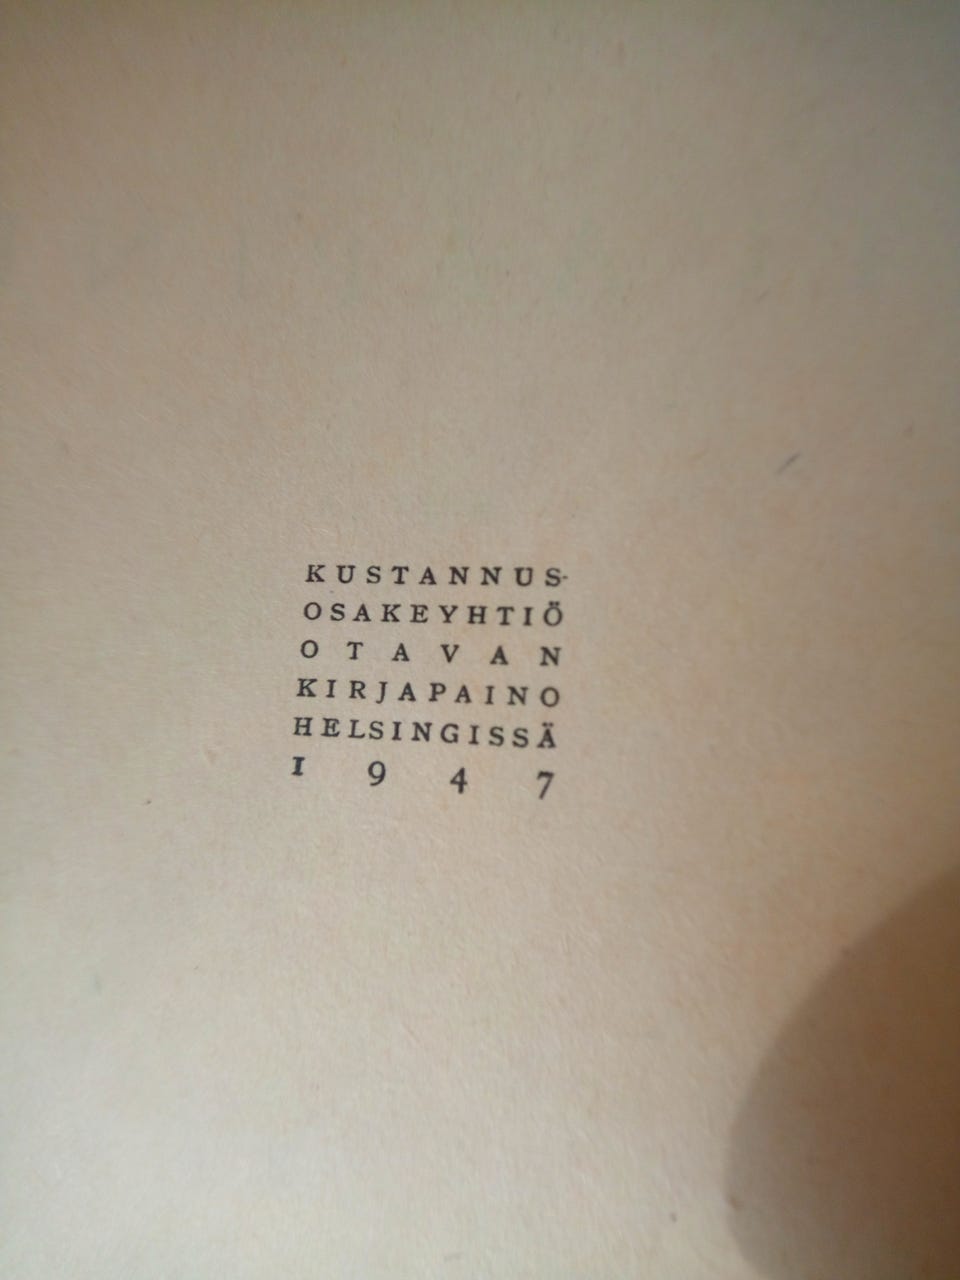 KUSTANNUS-
OSAKEYHTIÖ
OTAVAN
KIRJAPAINO
HELSINGISSÄ
1947